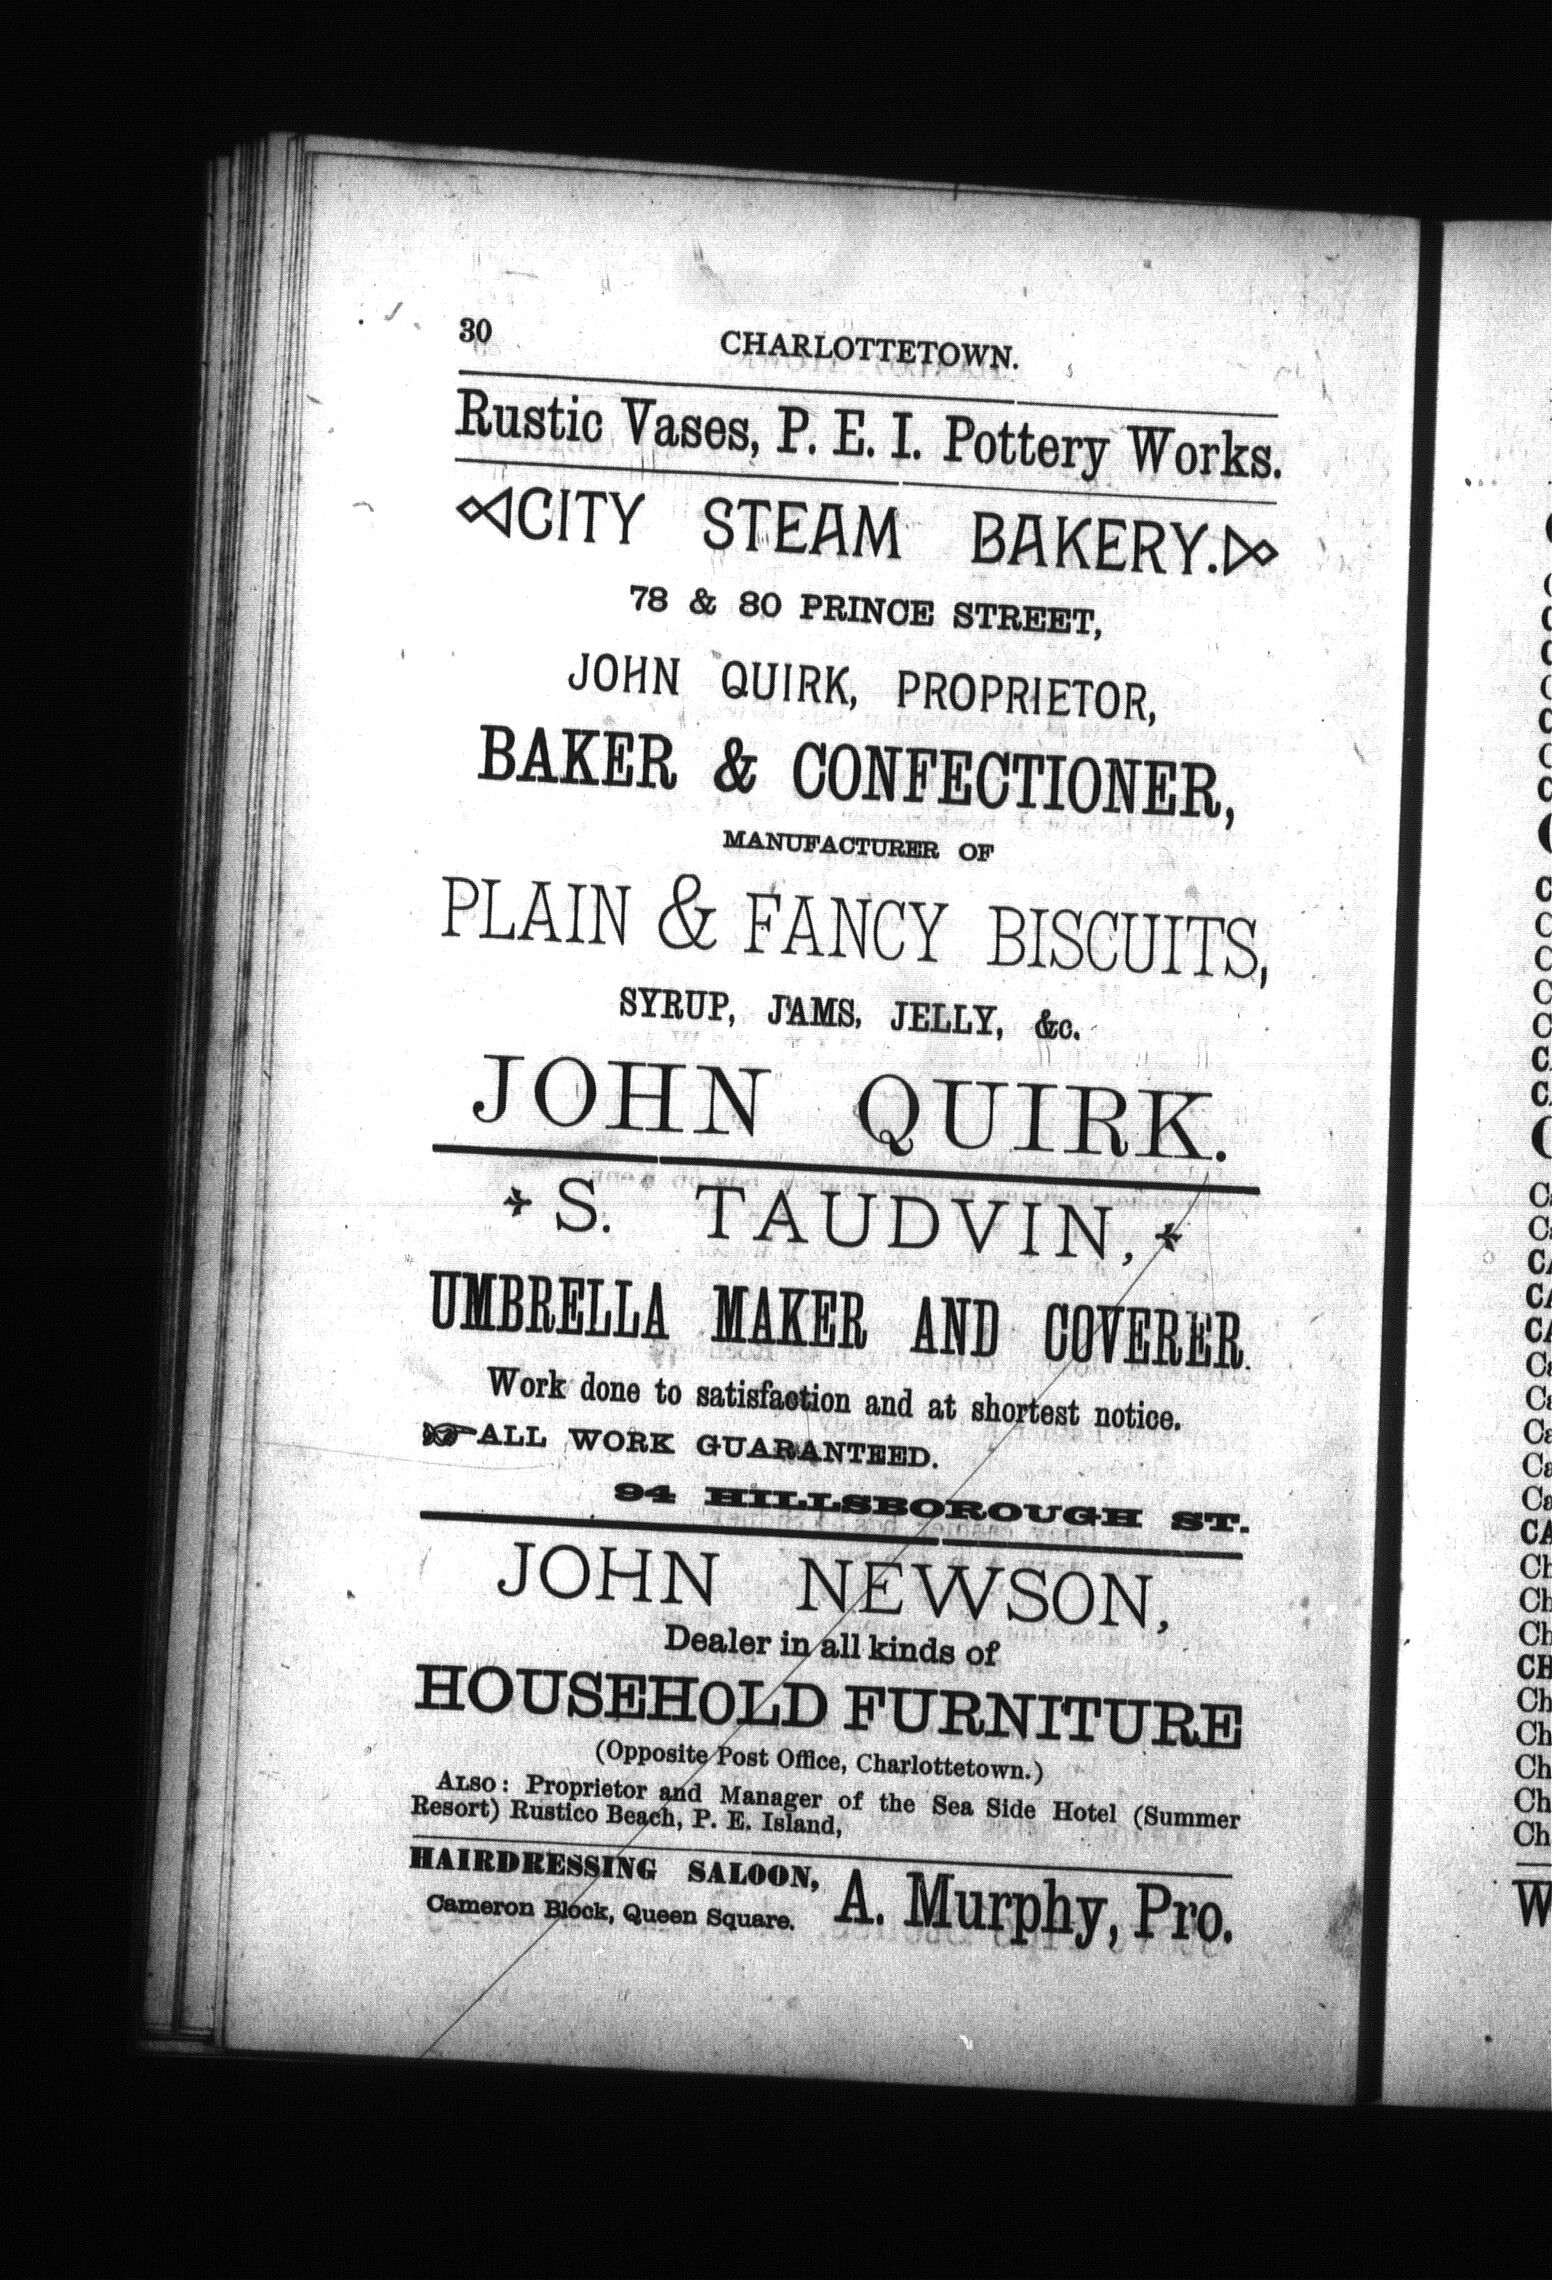 30
CHARLOTTETOWN.
Rustic Vases, P. E. I. Pottery Works.
CITY STEAM BAKERY.
78 & 80 PRINCE STREET,
JOHN QUIRK, PROPRIETOR,
BAKER & CONFECTIONER,
MANUFACTURER OF
PLAIN & FANCY BISCUITS,
SYRUP, JAMS, JELLY, &c.
JOHN QUIRK.
S. TAUDVIN,
UMBRELLA MAKER AND COVERER.
Work done to satisfaction and at shortest notice.
ALL WORK GUARANTEED.
94 HILLSBOROUGH ST.
JOHN NEWSON,
Dealer in all kinds of
HOUSEHOLD FURNITURE
(Opposite Post Office, Charlottetown.)
ALSO: Proprietor and Manager of the Sea Side Hotel (Summer
Resort) Rustico Beach, P. E. Island,
HAIRDRESSING SALOON,
Cameron Block, Queen Square.
A. Murphy, Pro.